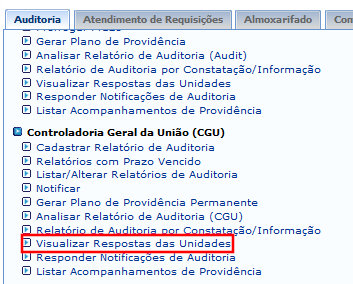 Auditoria
Atendimento de Requisições
Almoxarifado
Gerar Plano de Providência
Analisar Relatório de Auditoria (Audit)
Relatório de Auditoria por Constatação/Informação
Visualizar Respostas das Unidades
Responder Notificações de Auditoria
Listar Acompanhamentos de Providência
Controladoria Geral da União (CGU)
Cadastrar Relatório de Auditoria
Relatórios com Prazo Vencido
Listar/Alterar Relatórios de Auditoria
Notificar
Gerar Plano de Providência Permanente
Analisar Relatório de Auditoria (CGU)
Relatório de Auditoria por Constatação/Informação
Visualizar Respostas das Unidades
Responder Notificações de Auditoria
Listar Acompanhamentos de Providência